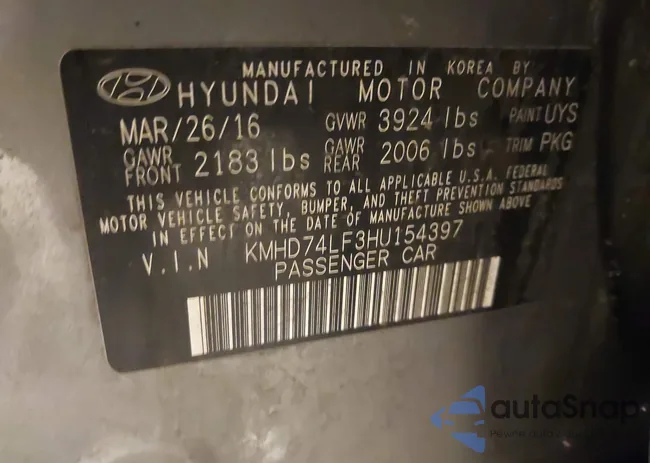 MANUFACTURED IN KOREA BY
HYUNDAI MOTOR COMPANY
MAR/26/16 GVWR 3924 lbs PAINT UYS
GAWR FRONT 2183 lbs GAWR REAR 2006 lbs TRIM PKG
THIS VEHICLE CONFORMS TO ALL APPLICABLE U.S.A. FEDERAL
MOTOR VEHICLE SAFETY, BUMPER, AND THEFT PREVENTION STANDARDS
IN EFFECT ON THE DATE OF MANUFACTURE SHOWN ABOVE
V.I.N KMHD74LF3HU154397
PASSENGER CAR
autoSnap